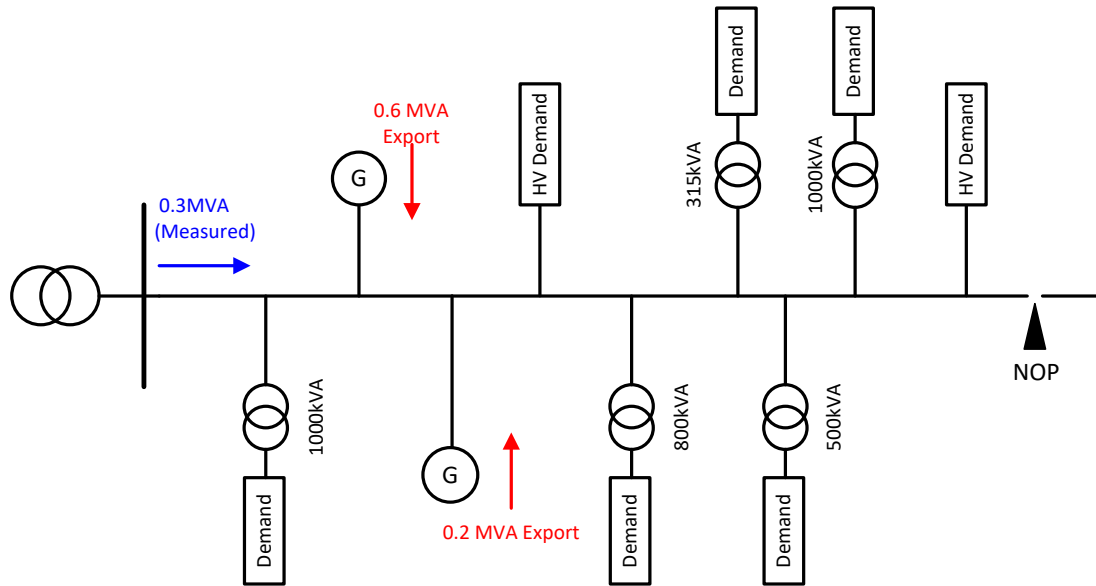 Demand
Demand
0.6 MVA
Export
HV Demand
315kVA
1000kVA
HV Demand
G
0.3MVA
(Measured)
NOP
1000kVA
800kVA
500kVA
G
Demand
0.2 MVA Export
Demand
Demand